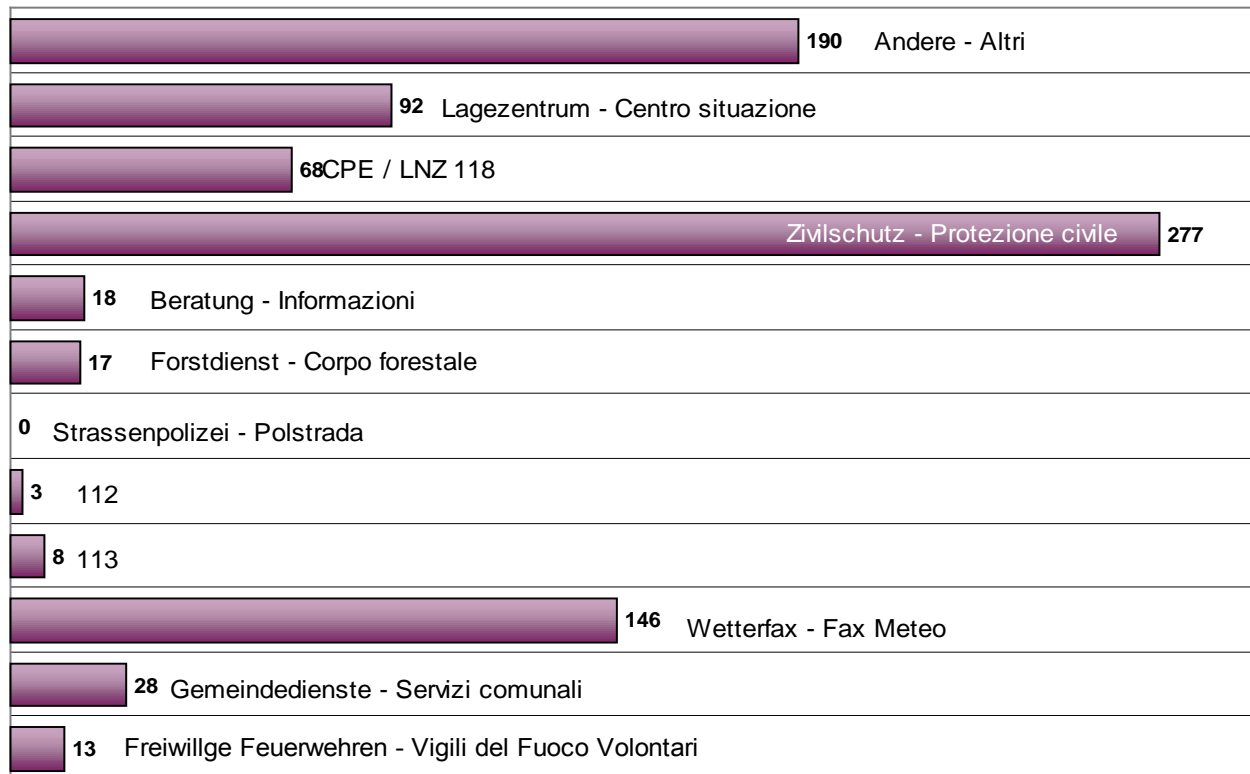 190 Andere - Altri
92 Lagezentrum - Centro situazione
68 CPE / LNZ 118
Zivilschutz - Protezione civile 277
18 Beratung - Informazioni
17 Forstdienst - Corpo forestale
0 Strassenpolizei - Polstrada
3 112
8 113
146 Wetterfax - Fax Meteo
28 Gemeindedienste - Servizi comunali
13 Freiwillge Feuerwehren - Vigili del Fuoco Volontari